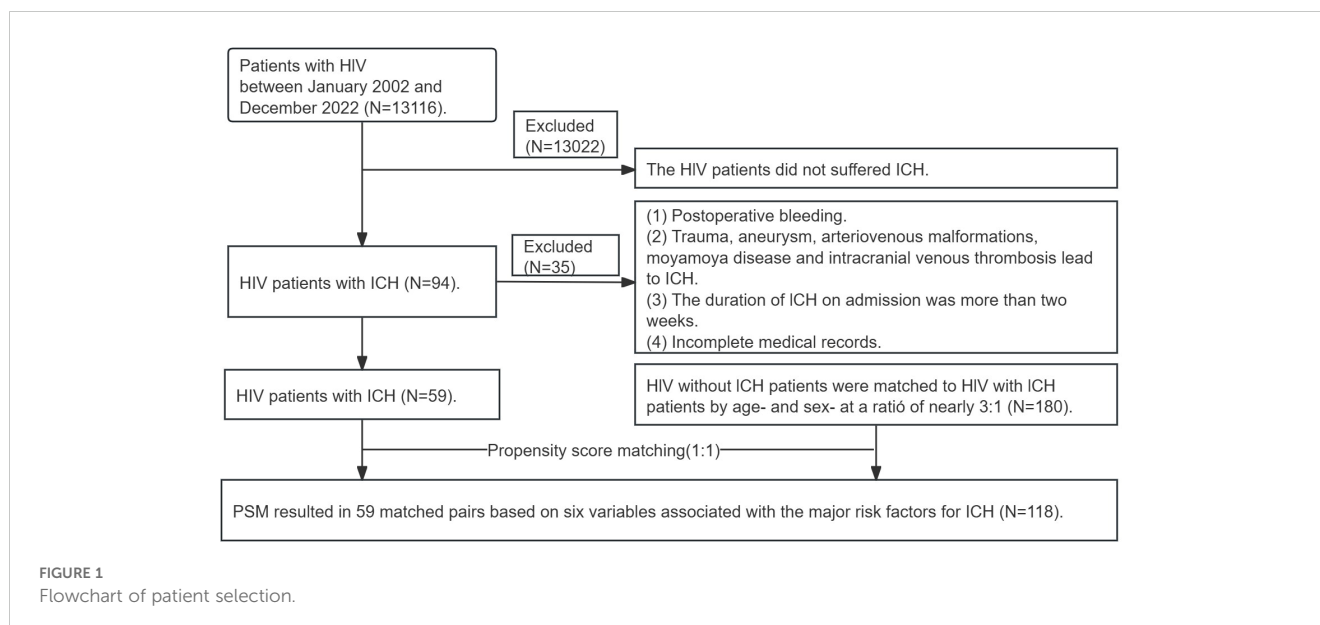 Patients with HIV
between January 2002 and
December 2022 (N=13116).
Excluded
(N=13022)
The HIV patients did not suffered ICH.
HIV patients with ICH (N=94).
Excluded
(N=35)
(1) Postoperative bleeding.
(2) Trauma, aneurysm, arteriovenous malformations,
moyamoya disease and intracranial venous thrombosis lead
to ICH.
(3) The duration of ICH on admission was more than two
weeks.
(4) Incomplete medical records.
HIV patients with ICH (N=59).
HIV without ICH patients were matched to HIV with ICH
patients by age- and sex- at a ratió of nearly 3:1 (N=180).
Propensity score matching(1:1)
PSM resulted in 59 matched pairs based on six variables associated with the major risk factors for ICH (N=118).
FIGURE 1
Flowchart of patient selection.